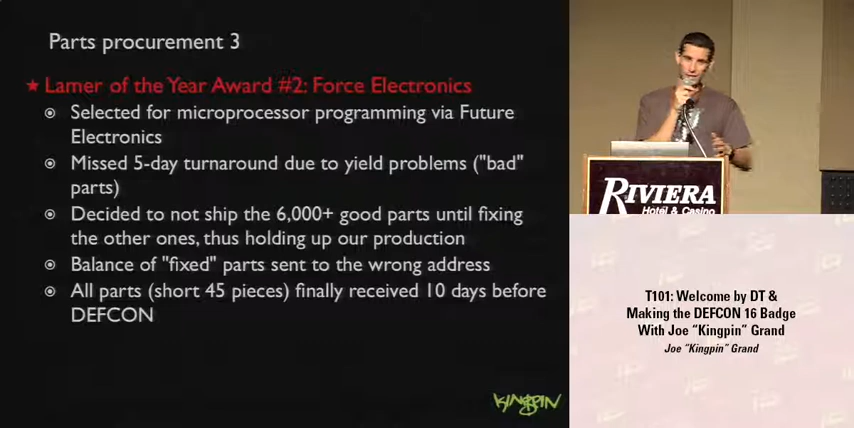 Parts procurement 3
★ Lamer of the Year Award #2: Force Electronics
Selected for microprocessor programming via Future
Electronics
Missed 5-day turnaround due to yield problems ("bad"
parts)
Decided to not ship the 6,000+ good parts until fixing
the other ones, thus holding up our production
Balance of "fixed" parts sent to the wrong address
All parts (short 45 pieces) finally received 10 days before
DEFCON
KINGPIN
RIVIERA
Hotel & Casino
T101: Welcome by DT &
Making the DEFCON 16 Badge
With Joe “Kingpin” Grand
Joe “Kingpin” Grand